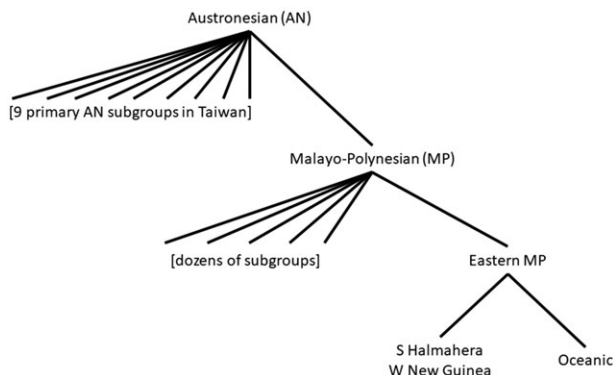 Austronesian (AN)
[9 primary AN subgroups in Taiwan]
Malayo-Polynesian (MP)
[dozens of subgroups]
Eastern MP
S Halmahera
W New Guinea
Oceanic